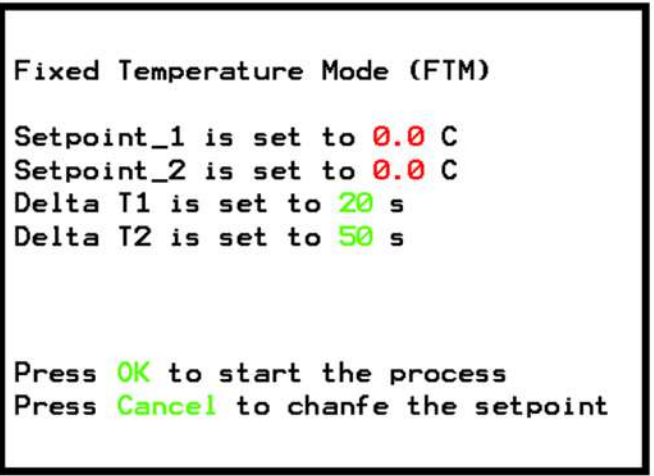 Fixed Temperature Mode (FTM)
Setpoint_1 is set to 0.0 C
Setpoint_2 is set to 0.0 C
Delta T1 is set to 20 s
Delta T2 is set to 50 s
Press OK to start the process
Press Cancel to chanfe the setpoint